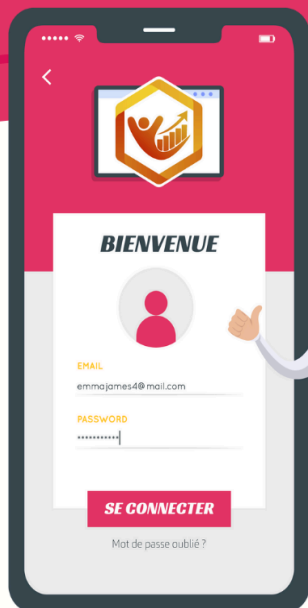 BIENVENUE
EMAIL
emmajames4@mail.com
PASSWORD
•••••••••••
SE CONNECTER
Mot de passe oublié ?